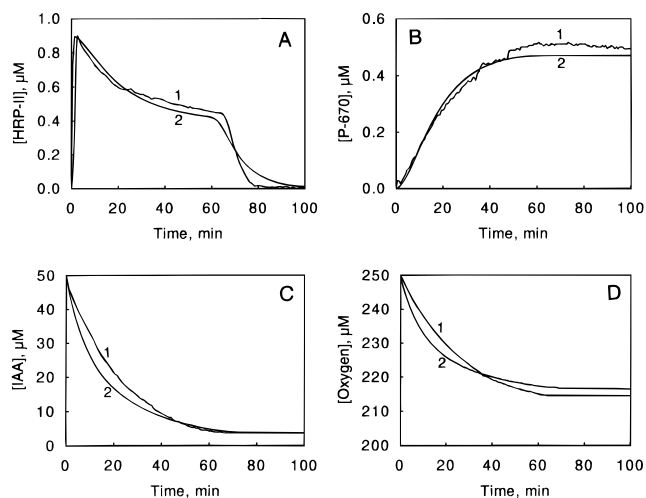 A
[HRP-II], µM
1.0
0.8
0.6
0.4
0.2
0.0
1
2
0 20 40 60 80 100
Time, min
B
[P-670], µM
0.6
0.4
0.2
0.0
1
2
0 20 40 60 80 100
Time, min
C
[IAA], µM
50
40
30
20
10
0
1
2
0 20 40 60 80 100
Time, min
D
[Oxygen], µM
250
240
230
220
210
200
1
2
0 20 40 60 80 100
Time, min